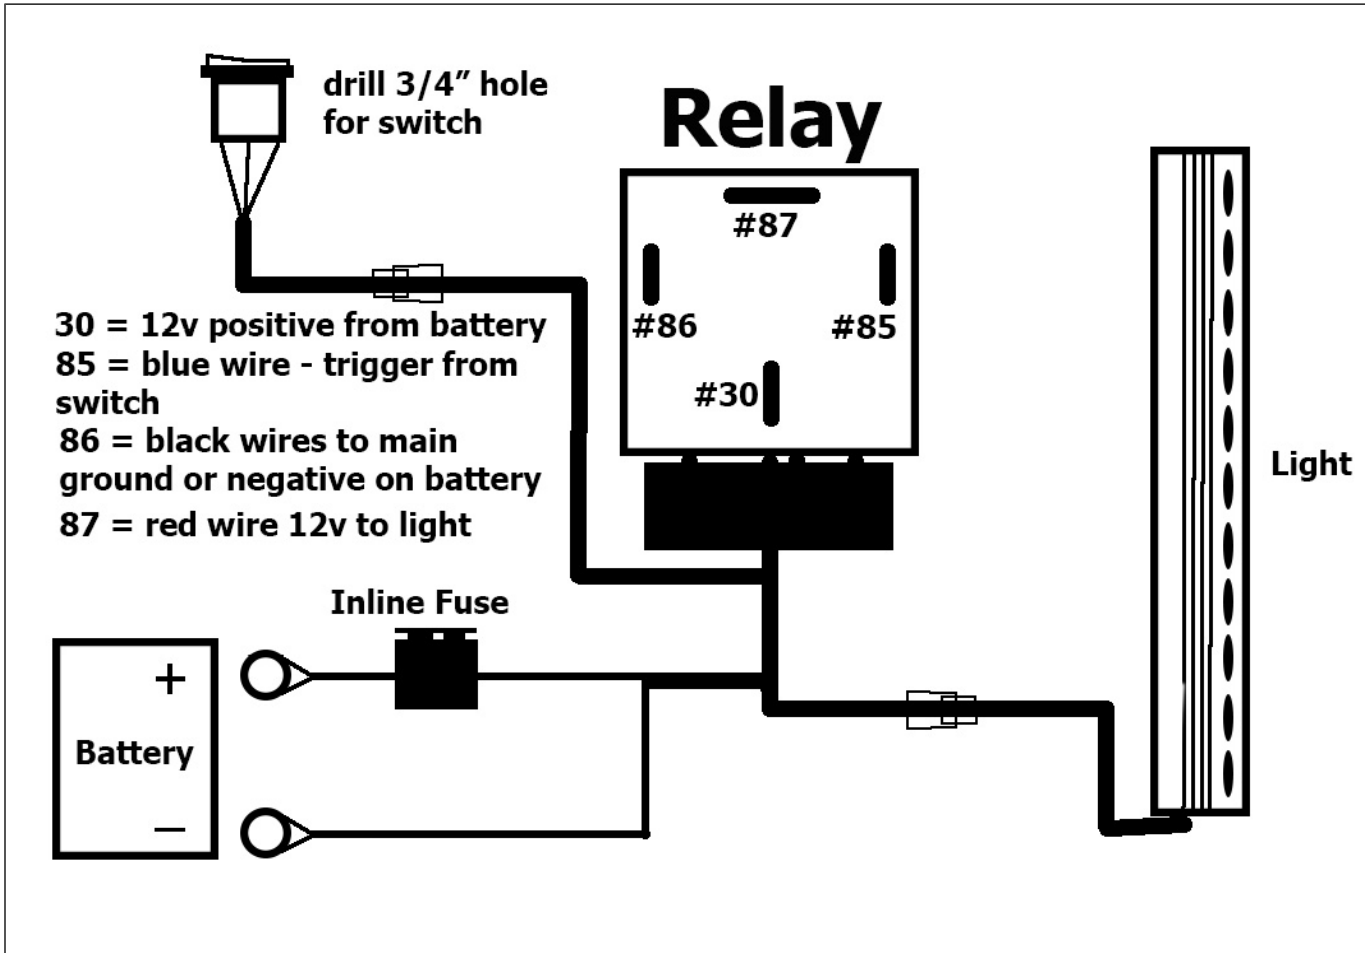 drill 3/4" hole
for switch
Relay
#87
#86
#85
#30
30 = 12v positive from battery
85 = blue wire - trigger from
switch
86 = black wires to main
ground or negative on battery
87 = red wire 12v to light
Light
Inline Fuse
+
Battery
–